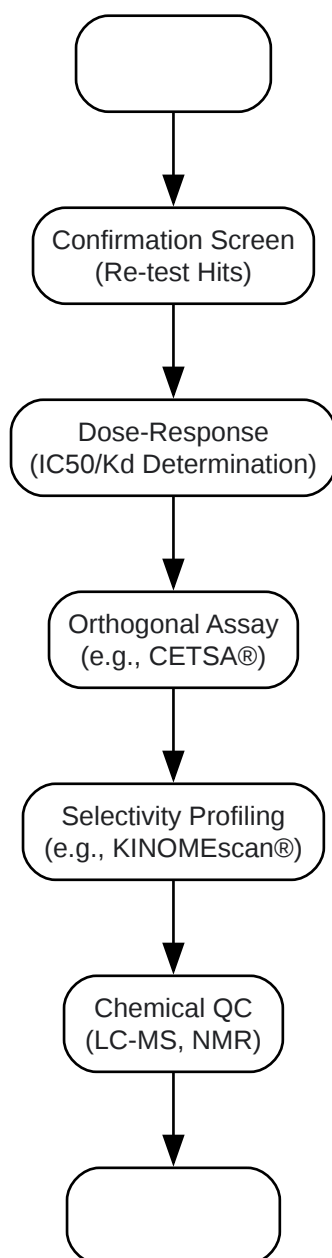 Confirmation Screen
(Re-test Hits)
Dose-Response
(IC50/Kd Determination)
Orthogonal Assay
(e.g., CETSA®)
Selectivity Profiling
(e.g., KINOMEscan®)
Chemical QC
(LC-MS, NMR)